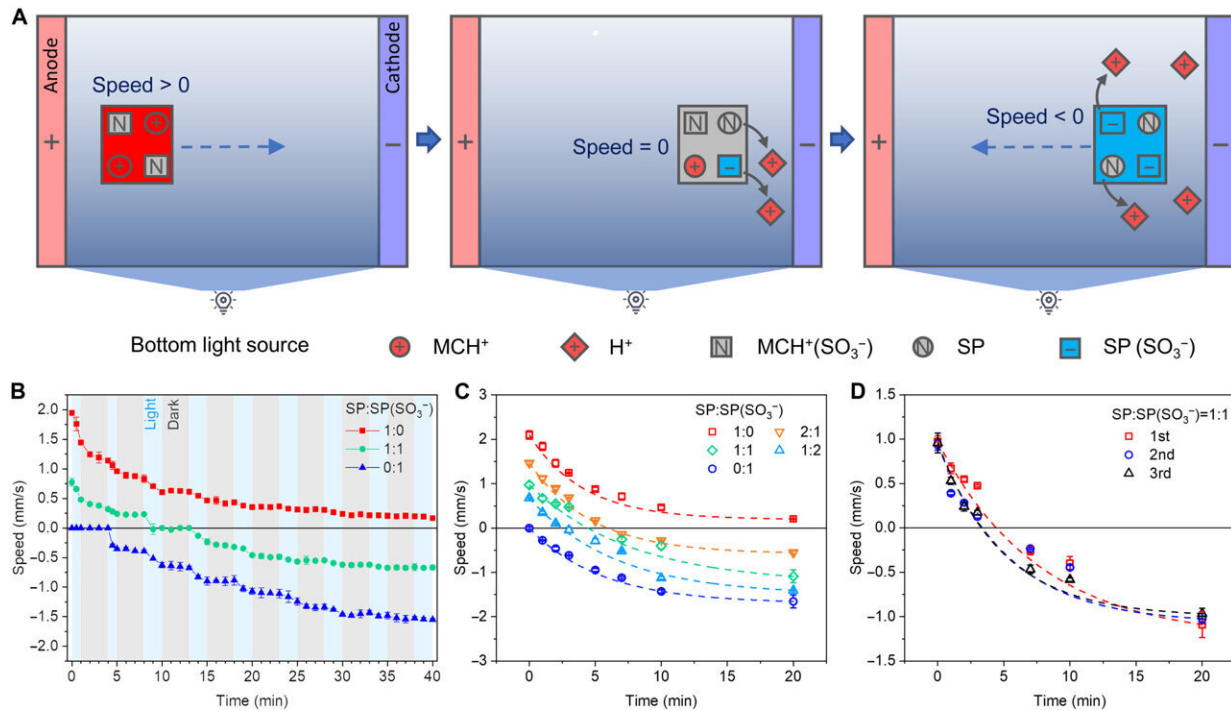 A
Anode
+
Speed > 0
N
+
+
N
Cathode
−
+
Speed = 0
N
N
+
−
+
+
−
+
Speed < 0
+
+
−
N
N
−
+
+
−
Bottom light source
+ MCH⁺
+ H⁺
N MCH⁺(SO₃⁻)
N SP
− SP (SO₃⁻)
B
Speed (mm/s)
2.0
1.5
1.0
0.5
0.0
−0.5
−1.0
−1.5
−2.0
Light
Dark
SP:SP(SO₃⁻)
1:0
1:1
0:1
0 5 10 15 20 25 30 35 40
Time (min)
C
Speed (mm/s)
3
2
1
0
−1
−2
−3
SP:SP(SO₃⁻)
1:0 2:1
1:1 1:2
0:1
0 5 10 15 20
Time (min)
D
Speed (mm/s)
1.5
1.0
0.5
0
−0.5
−1.0
−1.5
SP:SP(SO₃⁻)=1:1
1st
2nd
3rd
0 5 10 15 20
Time (min)